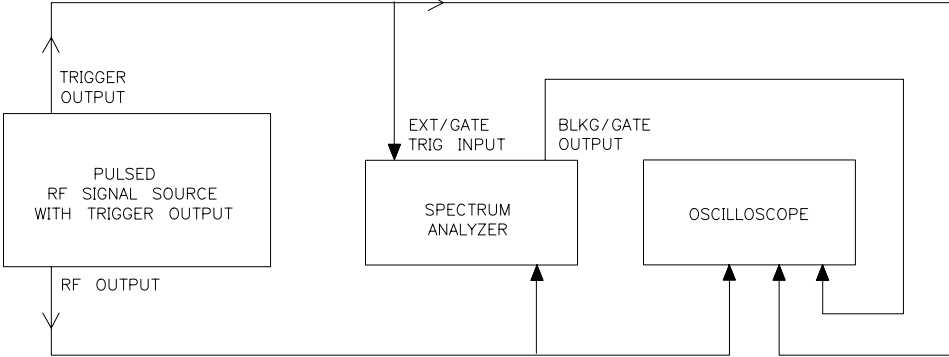 TRIGGER
OUTPUT
PULSED
RF SIGNAL SOURCE
WITH TRIGGER OUTPUT
RF OUTPUT
EXT/GATE
TRIG INPUT
BLKG/GATE
OUTPUT
SPECTRUM
ANALYZER
OSCILLOSCOPE